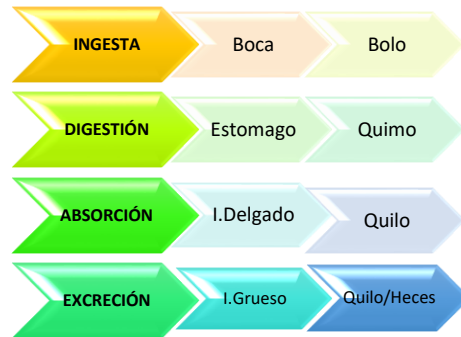 INGESTA Boca Bolo
DIGESTIÓN Estomago Quimo
ABSORCIÓN I.Delgado Quilo
EXCRECIÓN I.Grueso Quilo/Heces